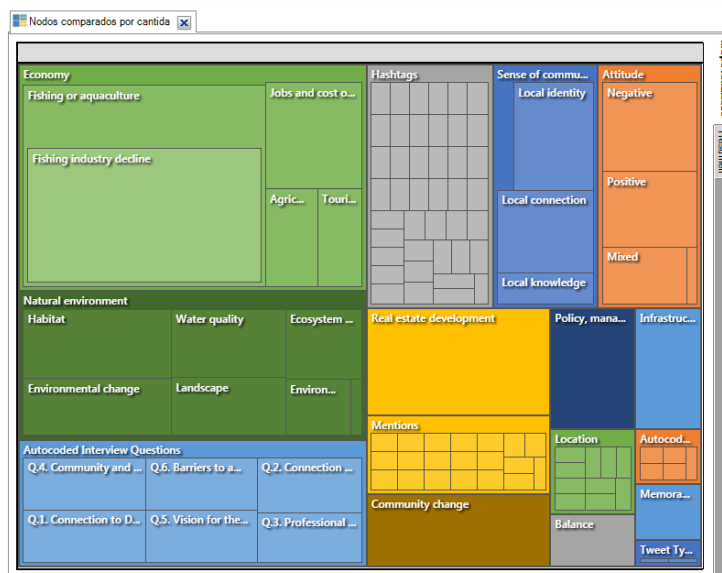 Nodos comparados por cantida
Economy
Fishing or aquaculture
Jobs and cost o...
Fishing industry decline
Agric...
Touri...
Hashtags
Sense of commu...
Local identity
Local connection
Local knowledge
Attitude
Negative
Positive
Mixed
Natural environment
Habitat
Water quality
Ecosystem ...
Environmental change
Landscape
Environ...
Real estate development
Policy, mana...
Infrastruc...
Mentions
Location
Autocod...
Autocoded Interview Questions
Q.4. Community and ...
Q.6. Barriers to a...
Q.2. Connection ...
Q.1. Connection to D...
Q.5. Vision for the...
Q.3. Professional ...
Community change
Balance
Memora...
Tweet Ty...